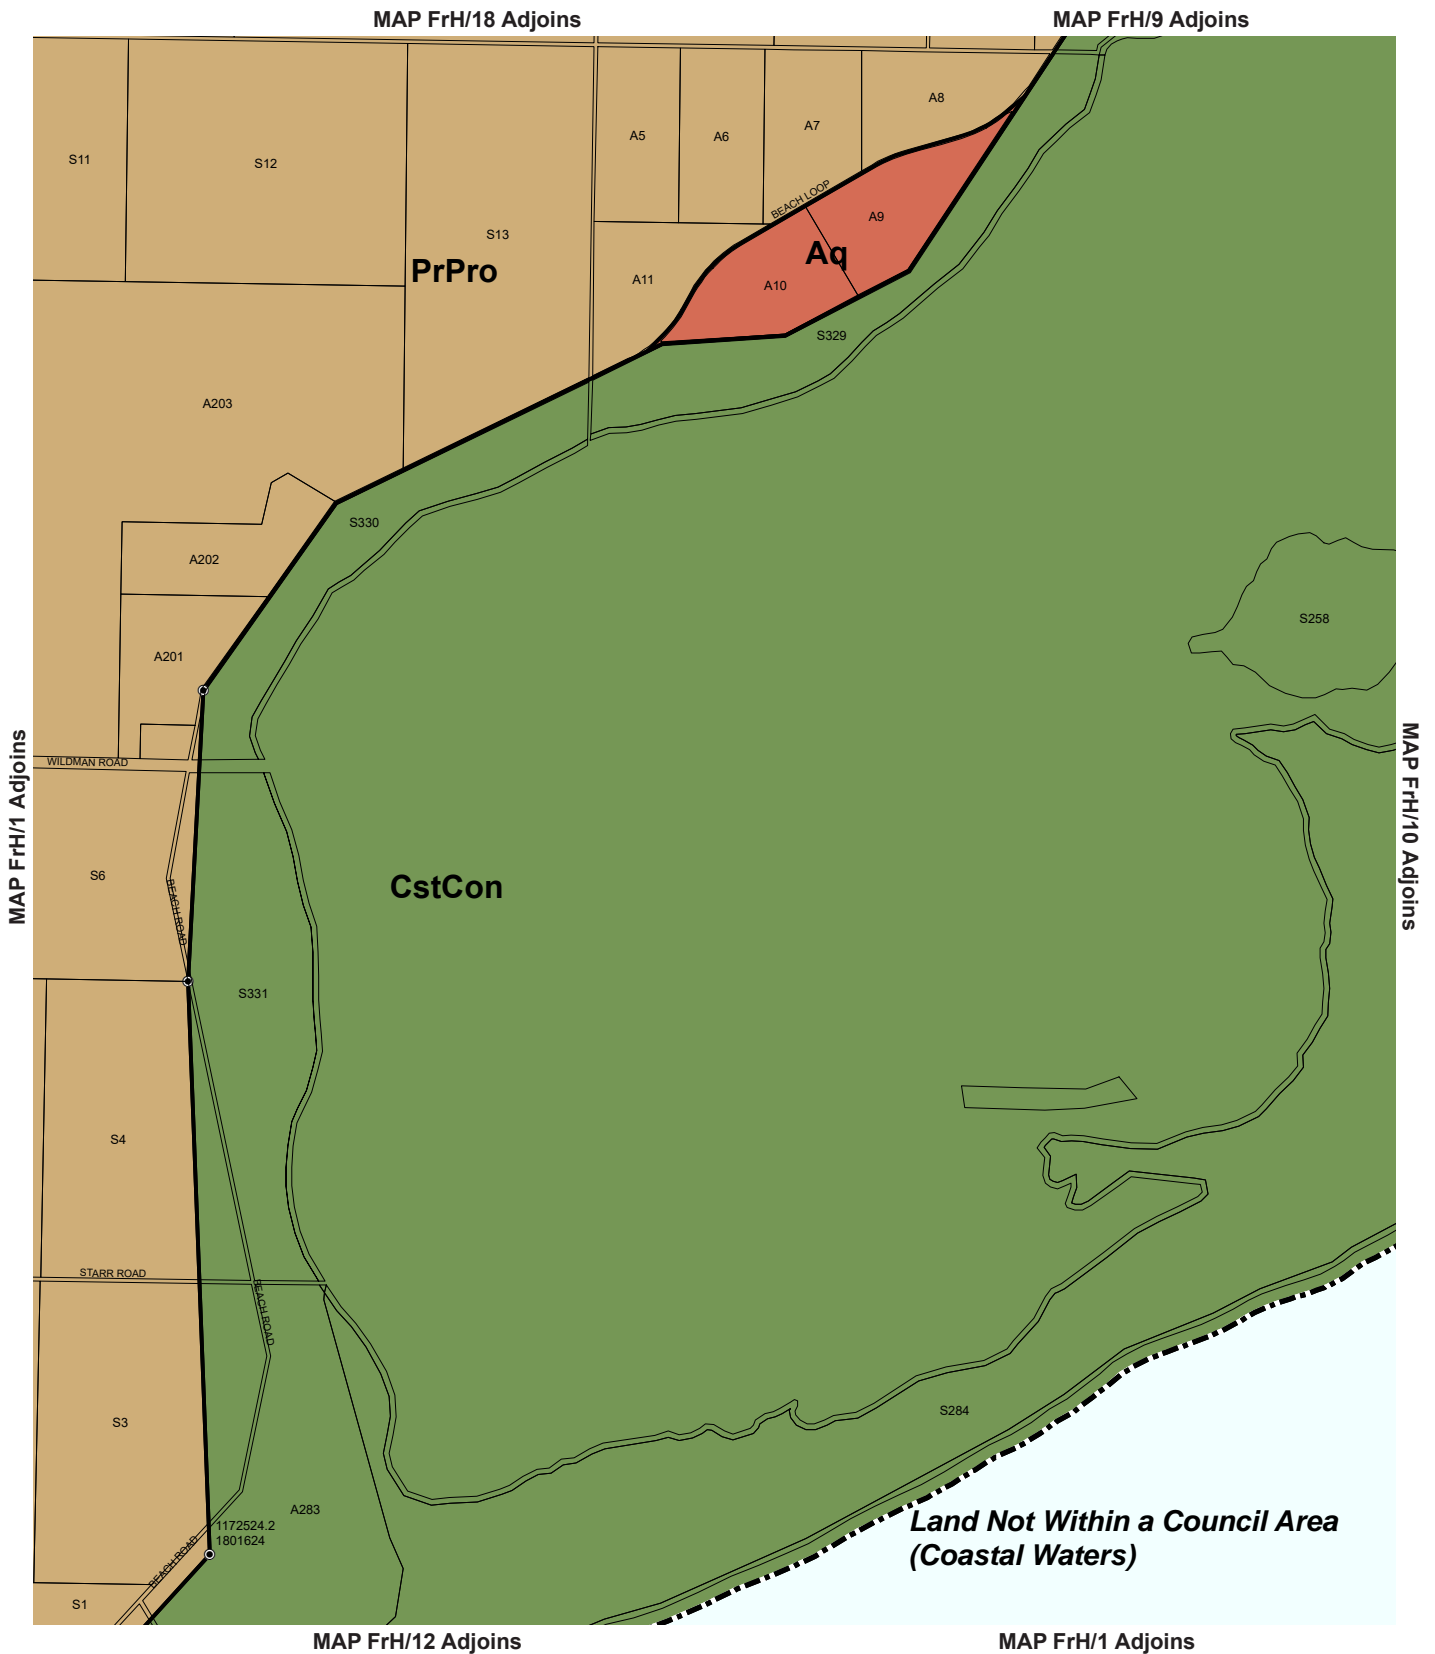 MAP FrH/18 Adjoins
MAP FrH/9 Adjoins
A8
A7
A5
A6
S11
S12
BEACH LOOP
A9
S13
Aq
PrPro
A11
A10
S329
A203
S330
A202
S258
A201
MAP FrH/1 Adjoins
MAP FrH/10 Adjoins
WILDMAN ROAD
S6
CstCon
BEACH ROAD
S331
S4
STARR ROAD
BEACH ROAD
S284
S3
A283
1172524.2
1801624
Land Not Within a Council Area
(Coastal Waters)
BEACH ROAD
S1
MAP FrH/12 Adjoins
MAP FrH/1 Adjoins